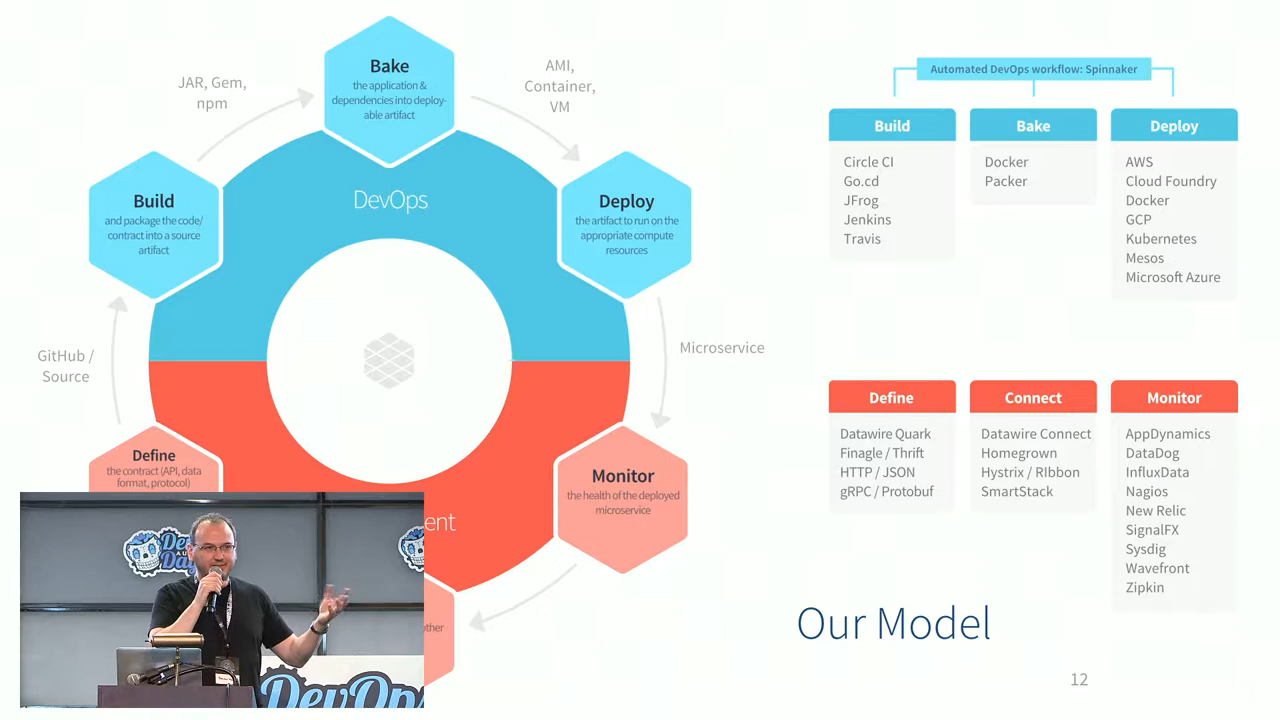 Bake
the application &
dependencies into deploy-
able artifact
JAR, Gem,
npm
AMI,
Container,
VM
Build
and package the code/
contract into a source
artifact
DevOps
Deploy
the artifact to run on the
appropriate compute
resources
GitHub /
Source
Microservice
Define
the contract (API, data
format, protocol)
Monitor
the health of the deployed
microservice
ent
other
DevOps
Automated DevOps workflow: Spinnaker
Build
Circle CI
Go.cd
JFrog
Jenkins
Travis
Bake
Docker
Packer
Deploy
AWS
Cloud Foundry
Docker
GCP
Kubernetes
Mesos
Microsoft Azure
Define
Datawire Quark
Finagle / Thrift
HTTP / JSON
gRPC / Protobuf
Connect
Datawire Connect
Homegrown
Hystrix / RIbbon
SmartStack
Monitor
AppDynamics
DataDog
InfluxData
Nagios
New Relic
SignalFX
Sysdig
Wavefront
Zipkin
Our Model
12